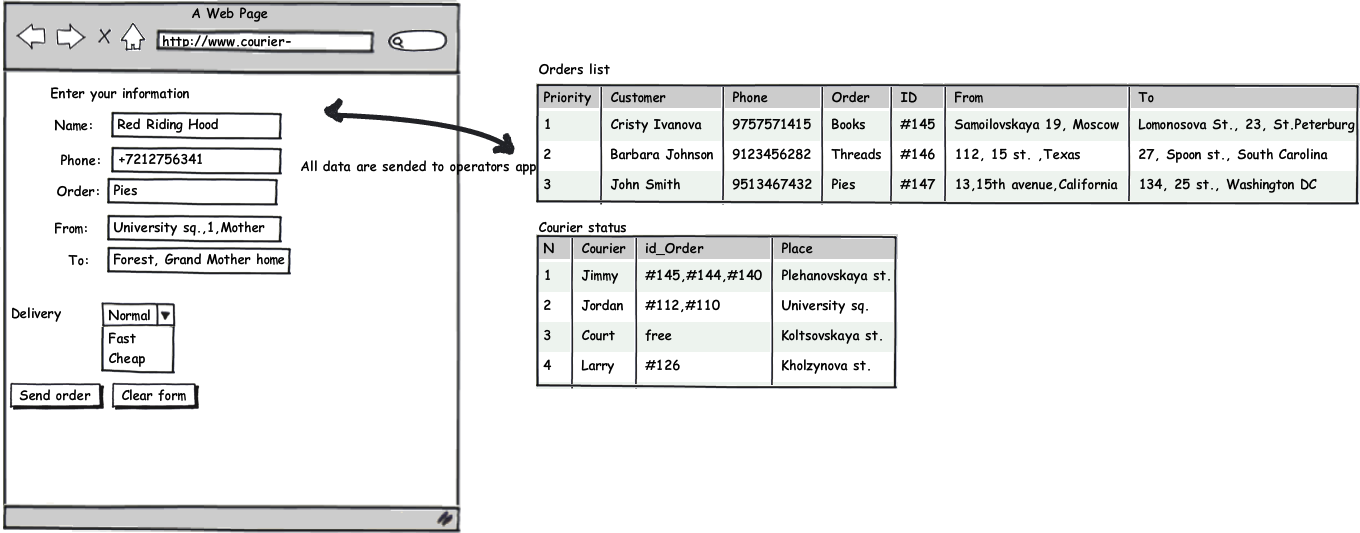 A Web Page
http://www.courier-
Enter your information
Name: Red Riding Hood
Phone: +7212756341
Order: Pies
From: University sq.,1,Mother
To: Forest, Grand Mother home
Delivery Normal
Fast
Cheap
Send order Clear form
All data are sended to operators app
Orders list
Priority Customer Phone Order ID From To
1 Cristy Ivanova 9757571415 Books #145 Samoilovskaya 19, Moscow Lomonosova St., 23, St.Peterburg
2 Barbara Johnson 9123456282 Threads #146 112, 15 st. ,Texas 27, Spoon st., South Carolina
3 John Smith 9513467432 Pies #147 13,15th avenue,California 134, 25 st., Washington DC
Courier status
N Courier id_Order Place
1 Jimmy #145,#144,#140 Plehanovskaya st.
2 Jordan #112,#110 University sq.
3 Court free Koltsovskaya st.
4 Larry #126 Kholzynova st.